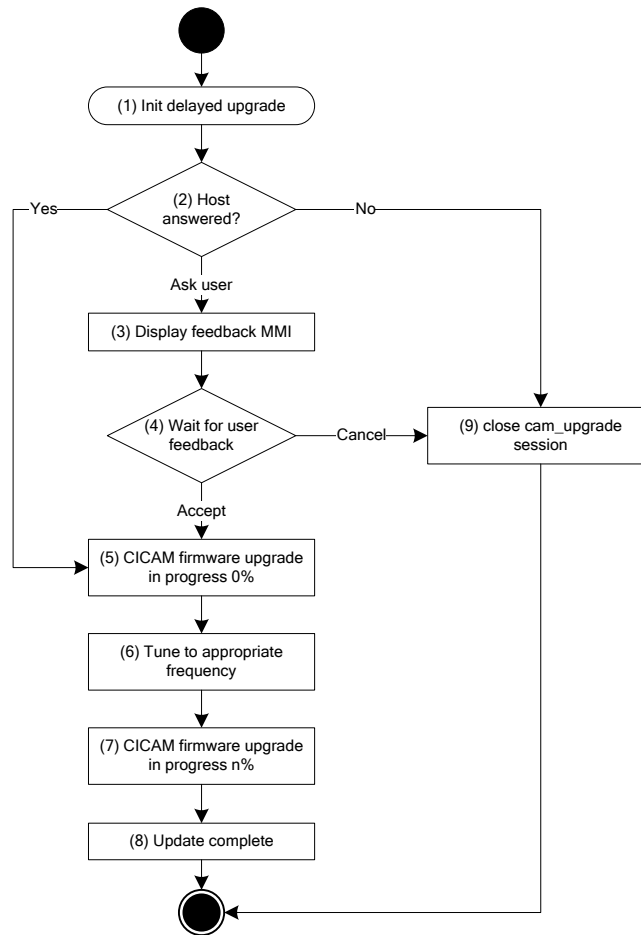 (1) Init delayed upgrade
(2) Host
answered?
Yes
No
Ask user
(3) Display feedback MMI
(4) Wait for user
feedback
Cancel
(9) close cam_upgrade
session
Accept
(5) CICAM firmware upgrade
in progress 0%
(6) Tune to appropriate
frequency
(7) CICAM firmware upgrade
in progress n%
(8) Update complete